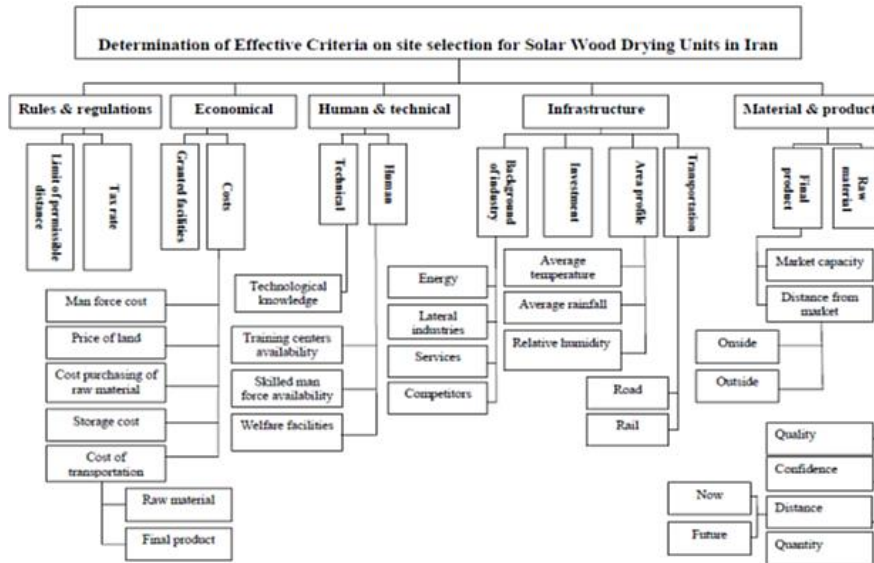 Determination of Effective Criteria on site selection for Solar Wood Drying Units in Iran
Rules & regulations
Economical
Human & technical
Infrastructure
Material & product
Limit of permissible
distance
Tax rate
Granted facilities
Costs
Technical
Human
Background
of industry
Investment
Area profile
Transportation
Final
product
Raw
material
Man force cost
Price of land
Cost purchasing of
raw material
Storage cost
Cost of
transportation
Raw material
Final product
Technological
knowledge
Training centers
availability
Skilled man
force availability
Welfare facilities
Energy
Lateral
industries
Services
Competitors
Average
temperature
Average rainfall
Relative humidity
Road
Rail
Market capacity
Distance from
market
Onside
Outside
Quality
Confidence
Distance
Quantity
Now
Future